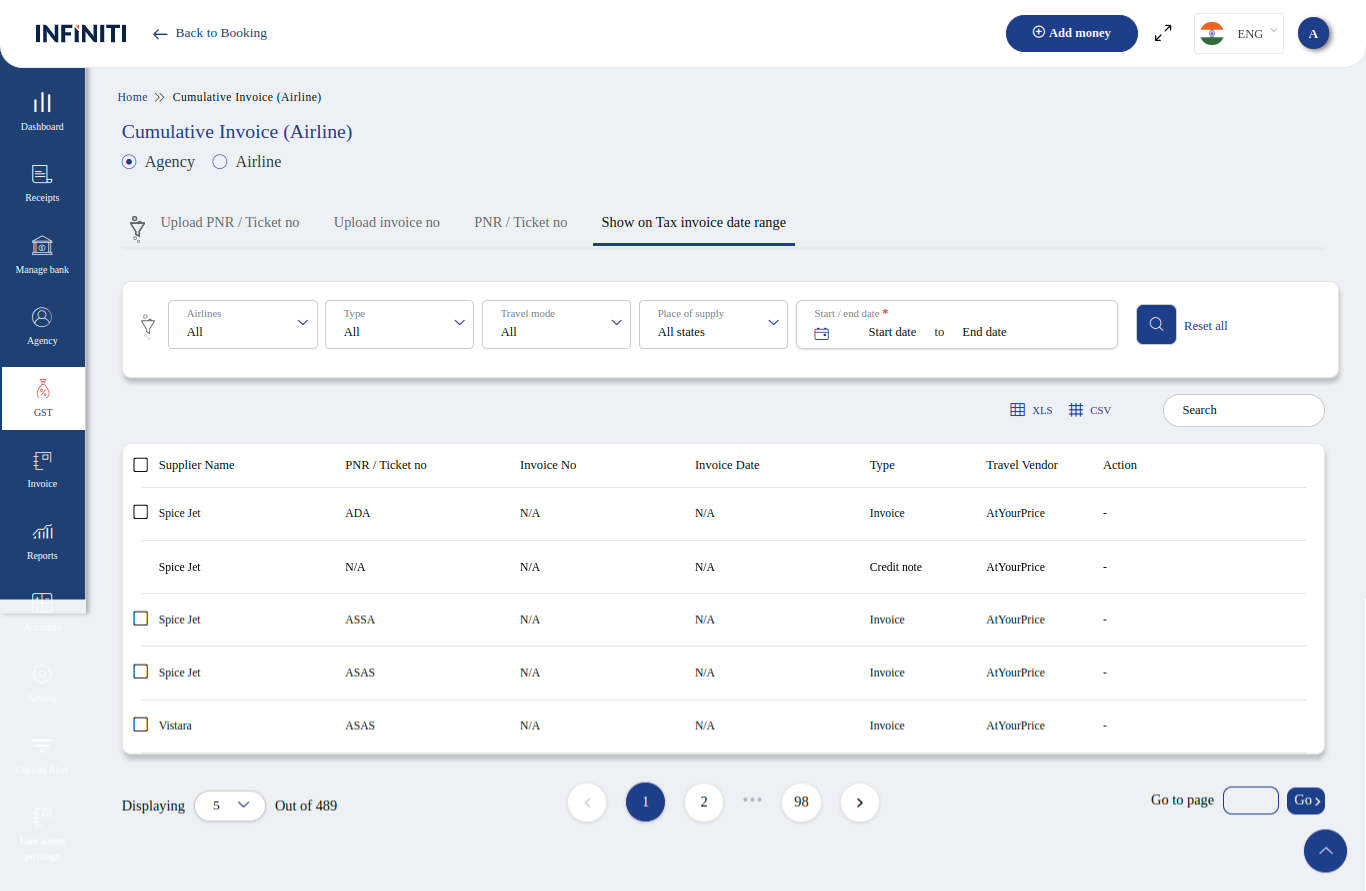 INFINITI
Back to Booking
Add money
ENG
A
Home >> Cumulative Invoice (Airline)
Cumulative Invoice (Airline)
Agency Airline
Upload PNR / Ticket no Upload invoice no PNR / Ticket no Show on Tax invoice date range
Airlines Type Travel mode Place of supply Start / end date *
All All All All states Start date to End date
Reset all
XLS CSV Search
Supplier Name PNR / Ticket no Invoice No Invoice Date Type Travel Vendor Action
Spice Jet ADA N/A N/A Invoice AtYourPrice -
Spice Jet N/A N/A N/A Credit note AtYourPrice -
Spice Jet ASSA N/A N/A Invoice AtYourPrice -
Spice Jet ASAS N/A N/A Invoice AtYourPrice -
Vistara ASAS N/A N/A Invoice AtYourPrice -
Displaying 5 Out of 489
< 1 2 ... 98 >
Go to page Go >
Dashboard
Receipts
Manage bank
Agency
GST
Invoice
Reports
Accounts
Setting
Custom filter
User access
privilege